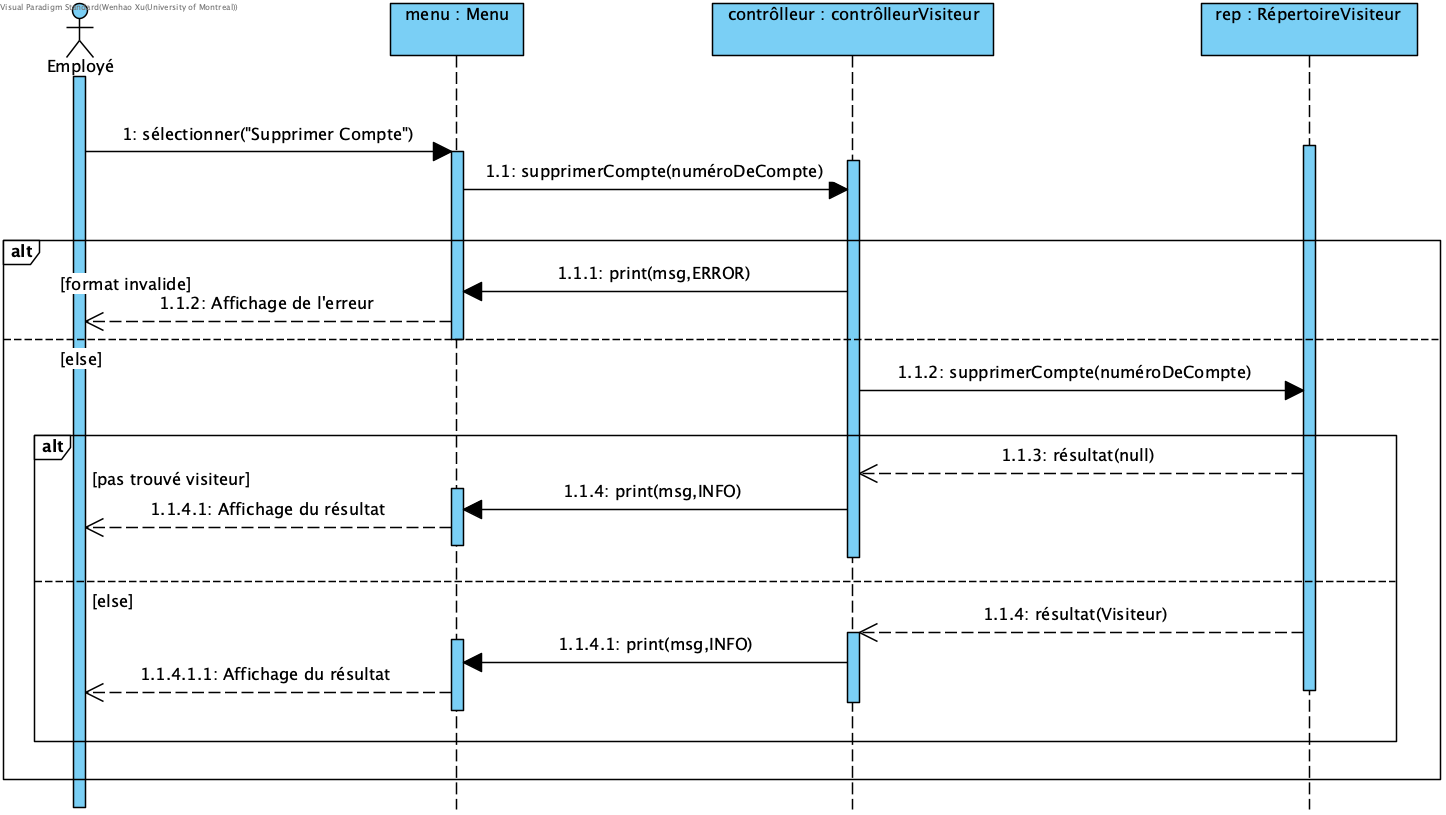 Visual Paradigm Standard(Wenhao Xu(University of Montreal))
menu : Menu
contrôlleur : contrôlleurVisiteur
rep : RépertoireVisiteur
Employé
1: sélectionner("Supprimer Compte")
1.1: supprimerCompte(numéroDeCompte)
alt
1.1.1: print(msg,ERROR)
[format invalide]
1.1.2: Affichage de l'erreur
[else]
1.1.2: supprimerCompte(numéroDeCompte)
alt
1.1.3: résultat(null)
[pas trouvé visiteur]
1.1.4: print(msg,INFO)
1.1.4.1: Affichage du résultat
[else]
1.1.4: résultat(Visiteur)
1.1.4.1: print(msg,INFO)
1.1.4.1.1: Affichage du résultat